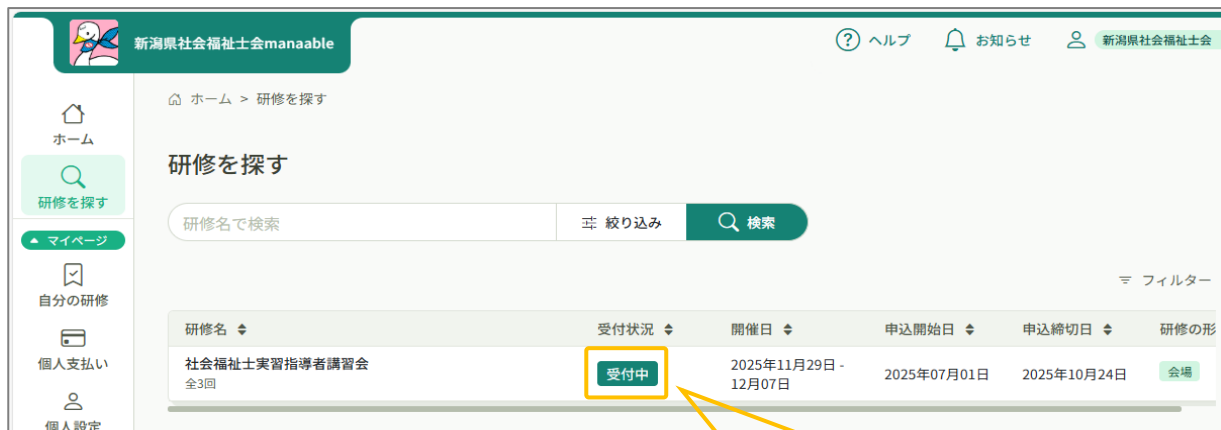 新潟県社会福祉士会manaable
ヘルプ
お知らせ
新潟県社会福祉士会
ホーム > 研修を探す
ホーム
研修を探す
研修を探す
研修名で検索
絞り込み
検索
マイページ
自分の研修
フィルター
個人支払い
研修名 受付状況 開催日 申込開始日 申込締切日 研修の形
社会福祉士実習指導者講習会
全3回
受付中
2025年11月29日 -
12月07日
2025年07月01日
2025年10月24日
会場
個人設定